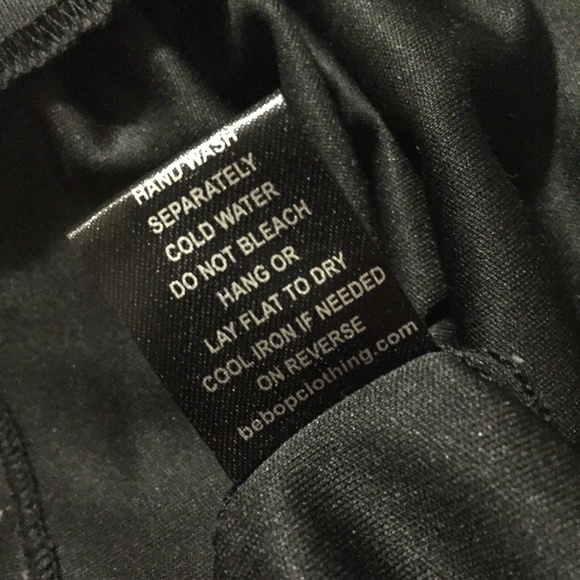 HAND WASH
SEPARATELY
COLD WATER
DO NOT BLEACH
HANG OR
LAY FLAT TO DRY
COOL IRON IF NEEDED
ON REVERSE
bebopclothing.com